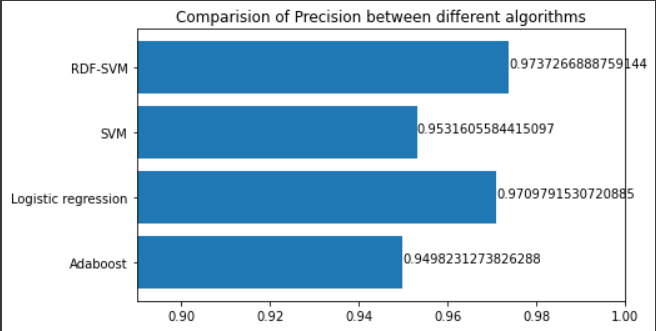 Comparision of Precision between different algorithms
RDF-SVM 0.9737266888759144
SVM 0.9531605584415097
Logistic regression 0.9709791530720885
Adaboost 0.9498231273826288
0.90 0.92 0.94 0.96 0.98 1.00